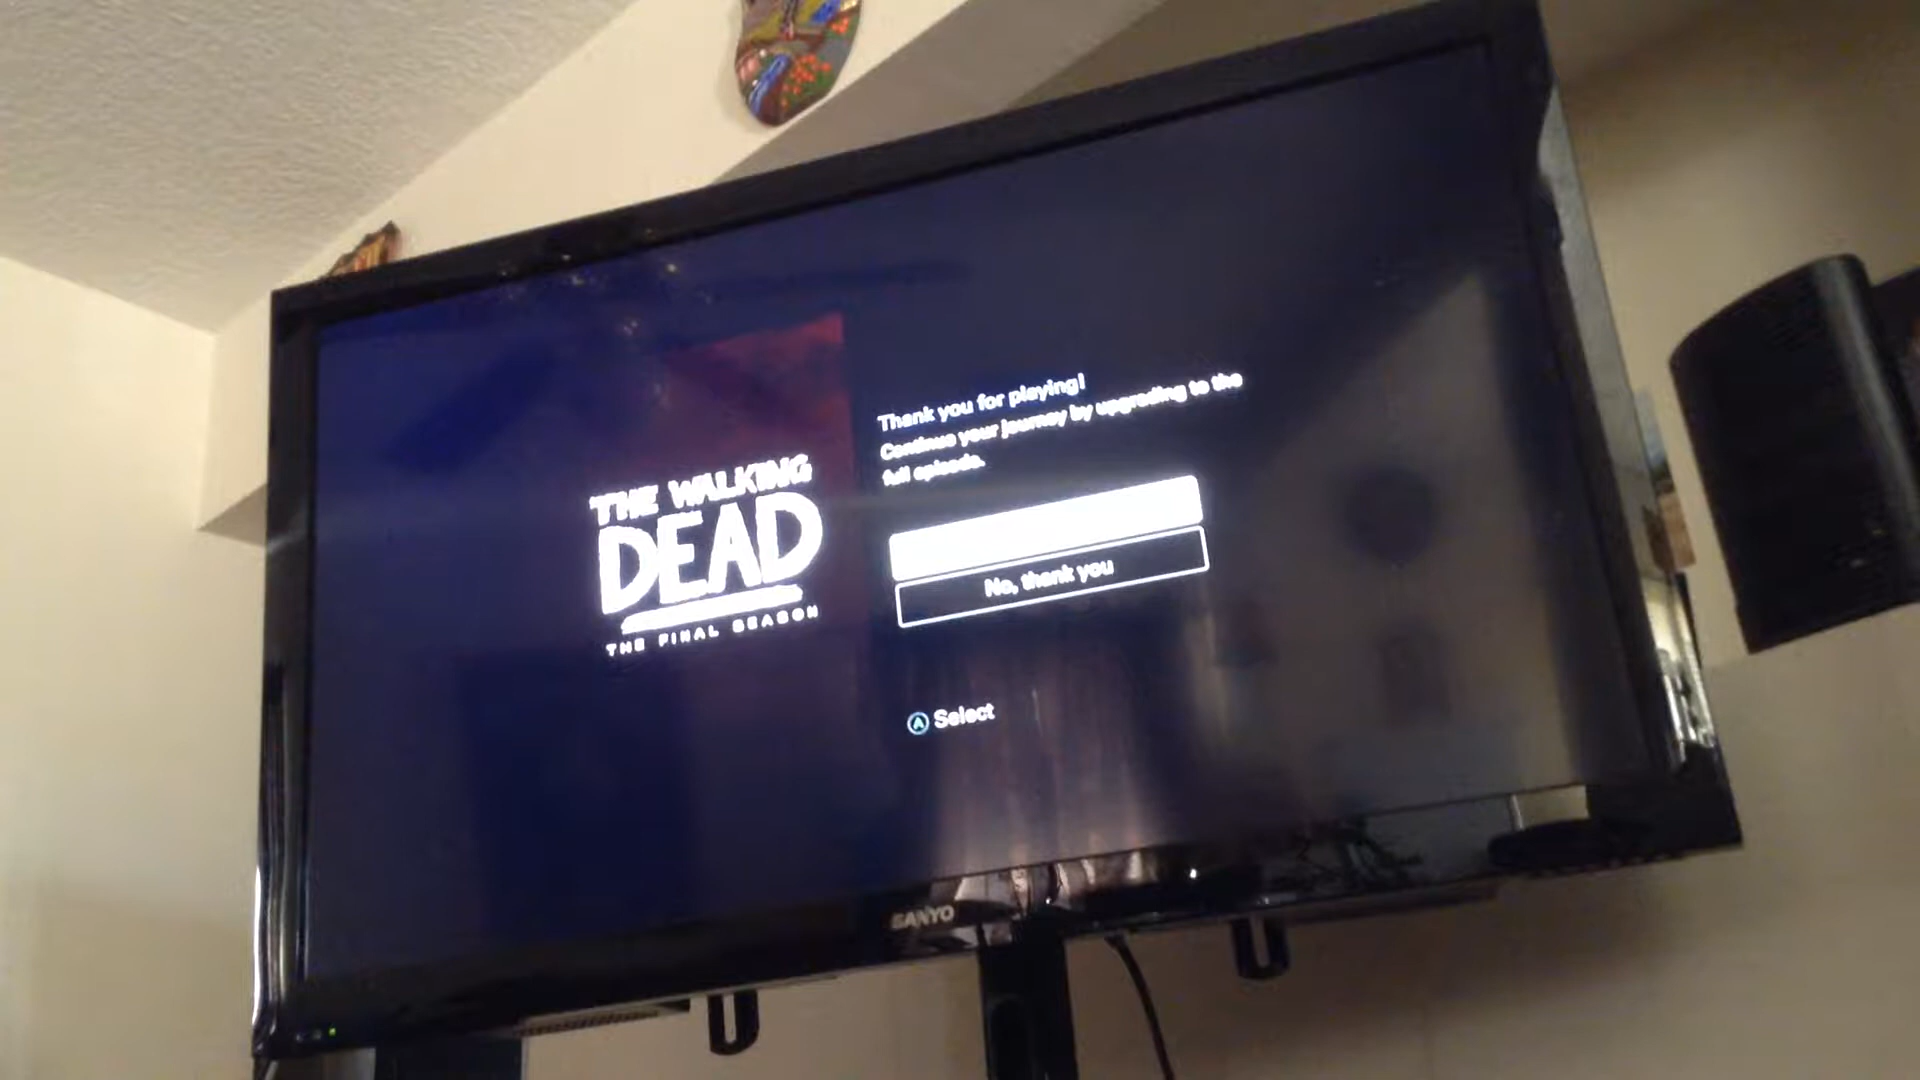 THE WALKING
DEAD
THE FINAL SEASON
Thank you for playing!
Continue your journey by upgrading to the
full episode.
No, thank you
A Select
SANYO